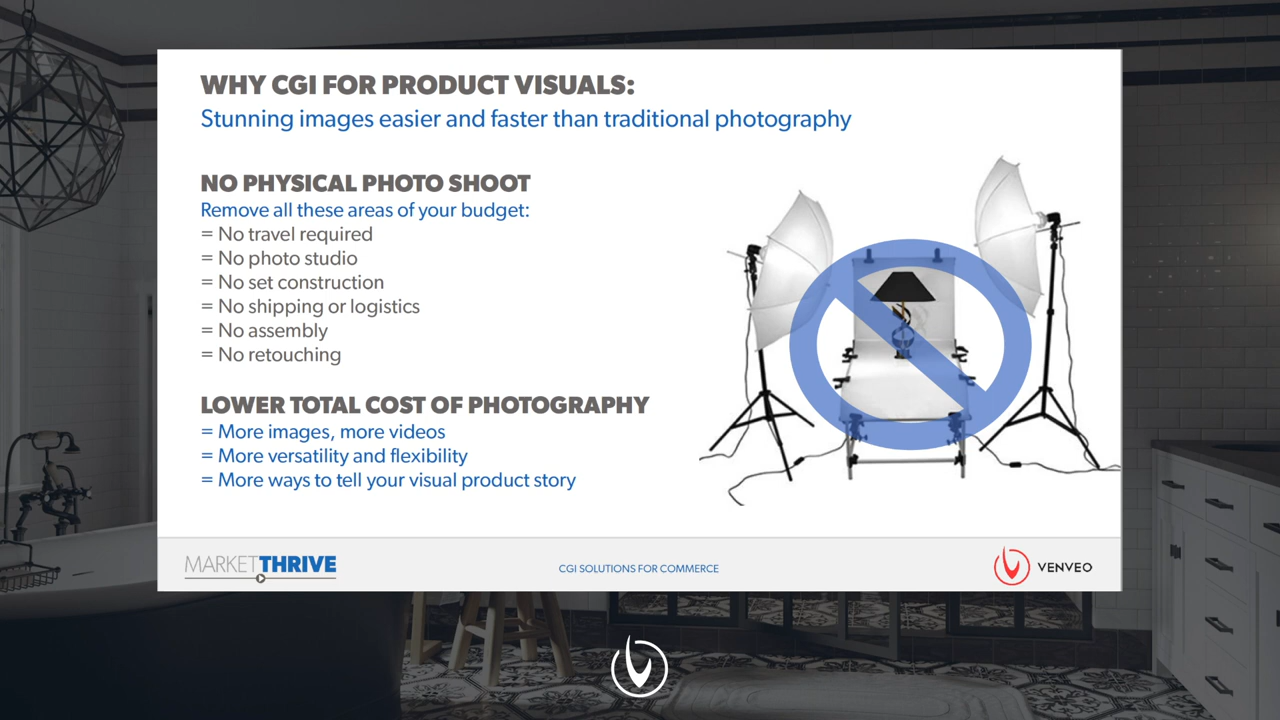 WHY CGI FOR PRODUCT VISUALS:
Stunning images easier and faster than traditional photography
NO PHYSICAL PHOTO SHOOT
Remove all these areas of your budget:
= No travel required
= No photo studio
= No set construction
= No shipping or logistics
= No assembly
= No retouching
LOWER TOTAL COST OF PHOTOGRAPHY
= More images, more videos
= More versatility and flexibility
= More ways to tell your visual product story
MARKETTHRIVE
CGI SOLUTIONS FOR COMMERCE
VENVEO